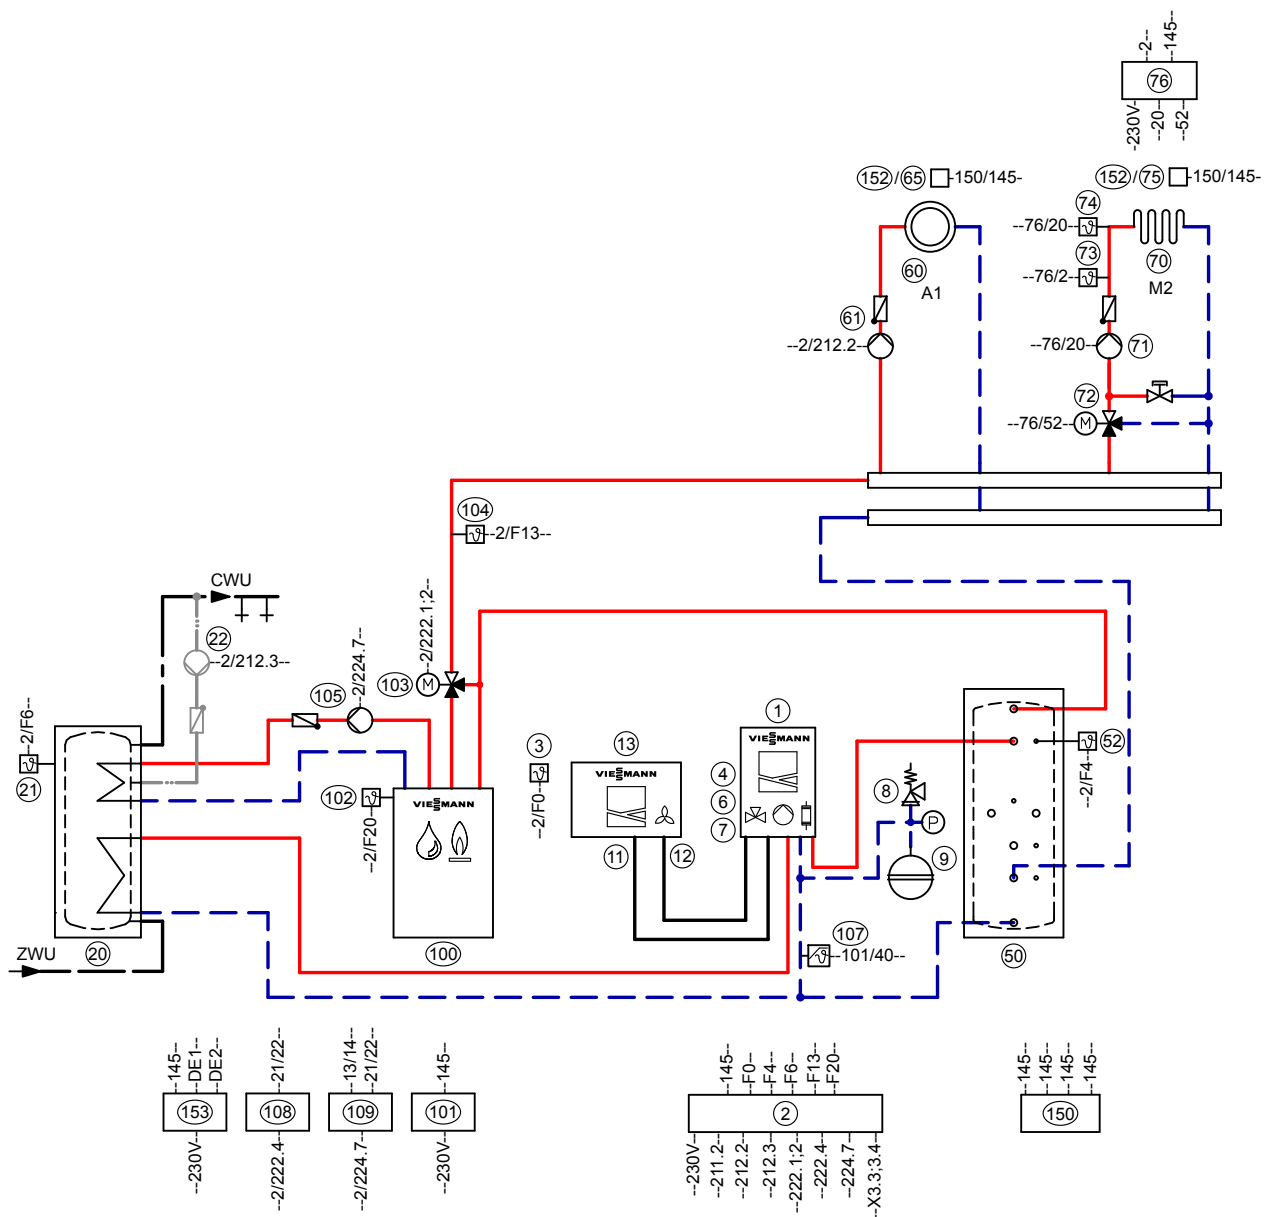 --2--
-145--
76
-230V-
--20--
--52--
152/65 -150/145-
152/75 -150/145-
74
--76/20--
73
--76/2--
60
A1
70
M2
61
--2/212.2--
--76/20--
71
72
--76/52--
M
104
--2/F13--
CWU
22
--2/212.3--
--2/222.1;2--
--2/224.7--
105
103
M
--2/F6--
21
102
--2/F20--
VIESSMANN
100
3
--2/F0--
13
VIESSMANN
11
12
1
VIESSMANN
4
6
7
8
P
9
52
--2/F4--
50
107
--101/40--
ZWU
20
--145--
--DE1--
--DE2--
153
--230V--
--21/22--
108
--2/222.4--
--13/14--
--21/22--
109
--2/224.7--
--145--
101
--230V--
--145--
--F0--
--F4--
--F6--
--F13--
--F20--
2
--230V--
--211.2--
--212.2--
--212.3--
--222.1;2--
--222.4--
--224.7--
--X3.3;3.4--
--145--
--145--
--145--
--145--
150